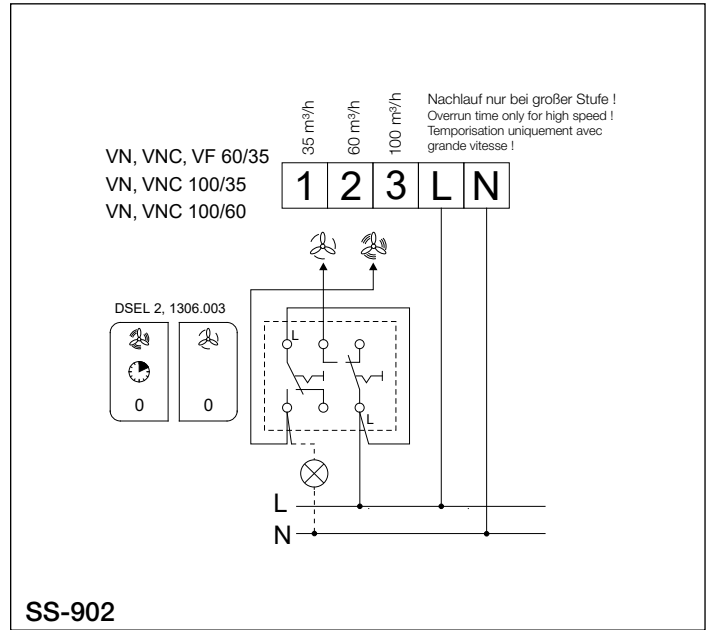 35 m³/h
60 m³/h
100 m³/h
Nachlauf nur bei großer Stufe !
Overrun time only for high speed !
Temporisation uniquement avec
grande vitesse !
VN, VNC, VF 60/35
VN, VNC 100/35
VN, VNC 100/60
1 2 3 L N
DSEL 2, 1306.003
L
0 0
L
L
N
SS-902